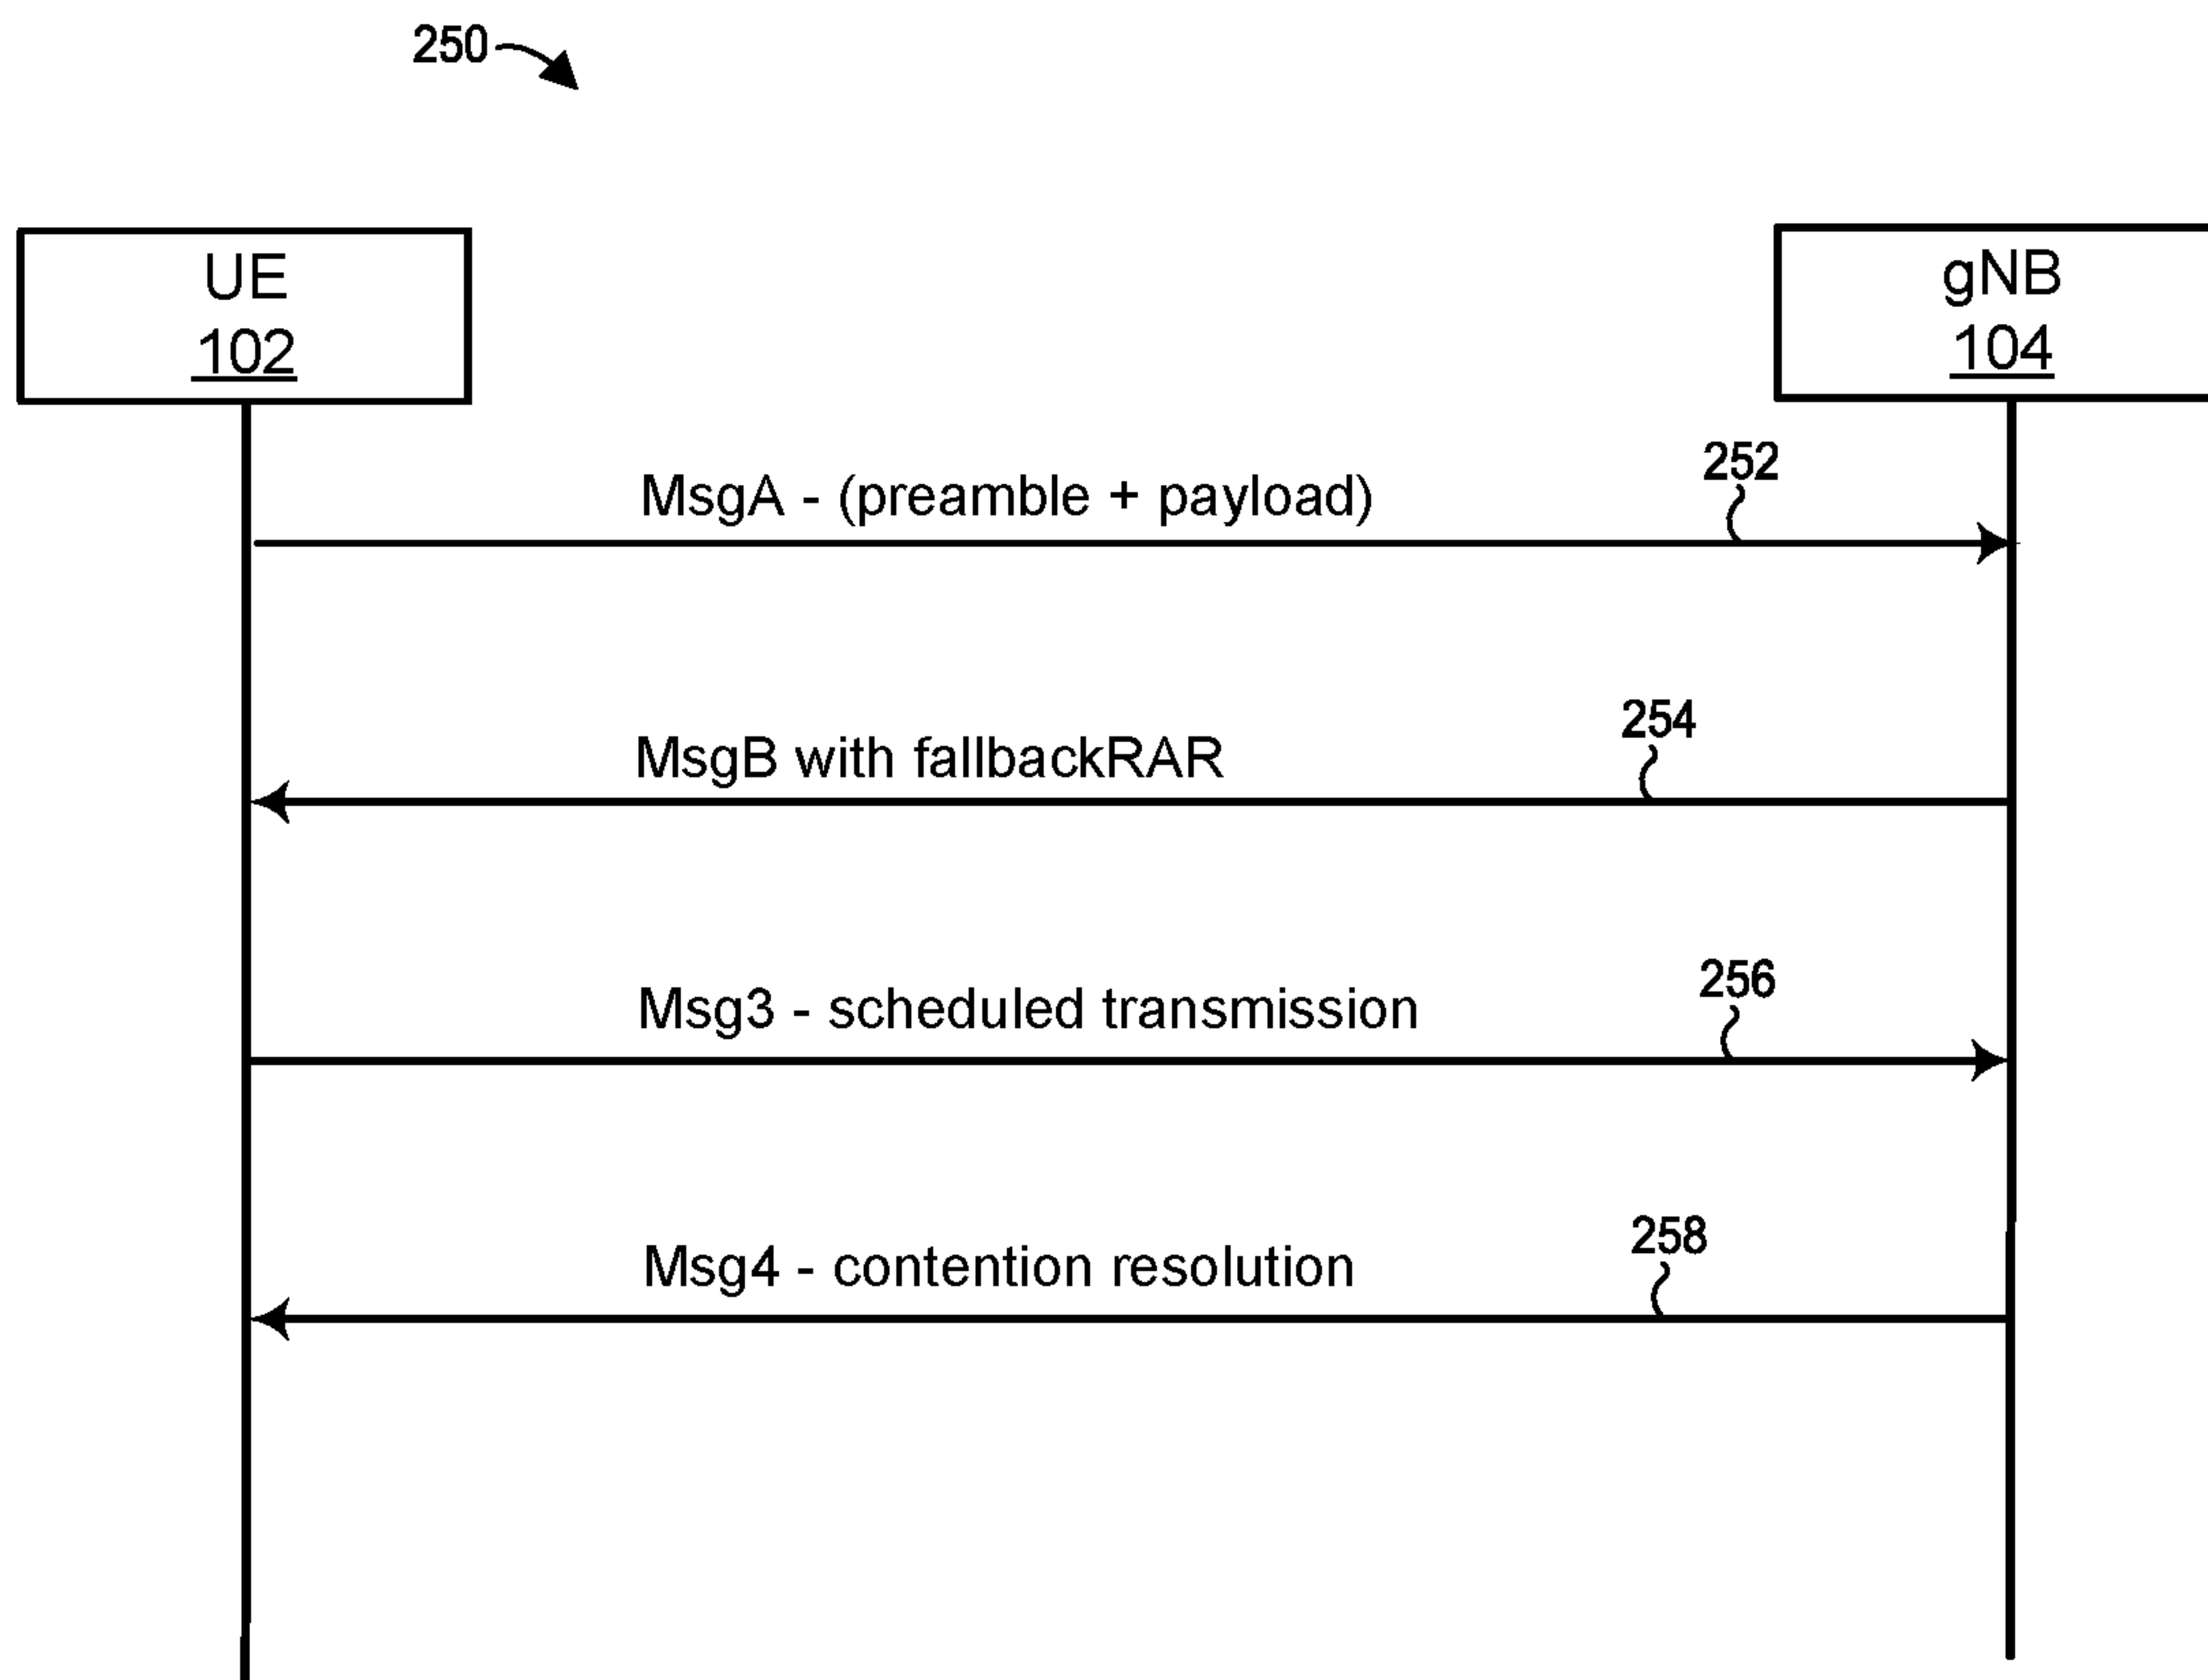 250
UE
102
gNB
104
MsgA - (preamble + payload)
252
MsgB with fallbackRAR
254
Msg3 - scheduled transmission
256
Msg4 - contention resolution
258